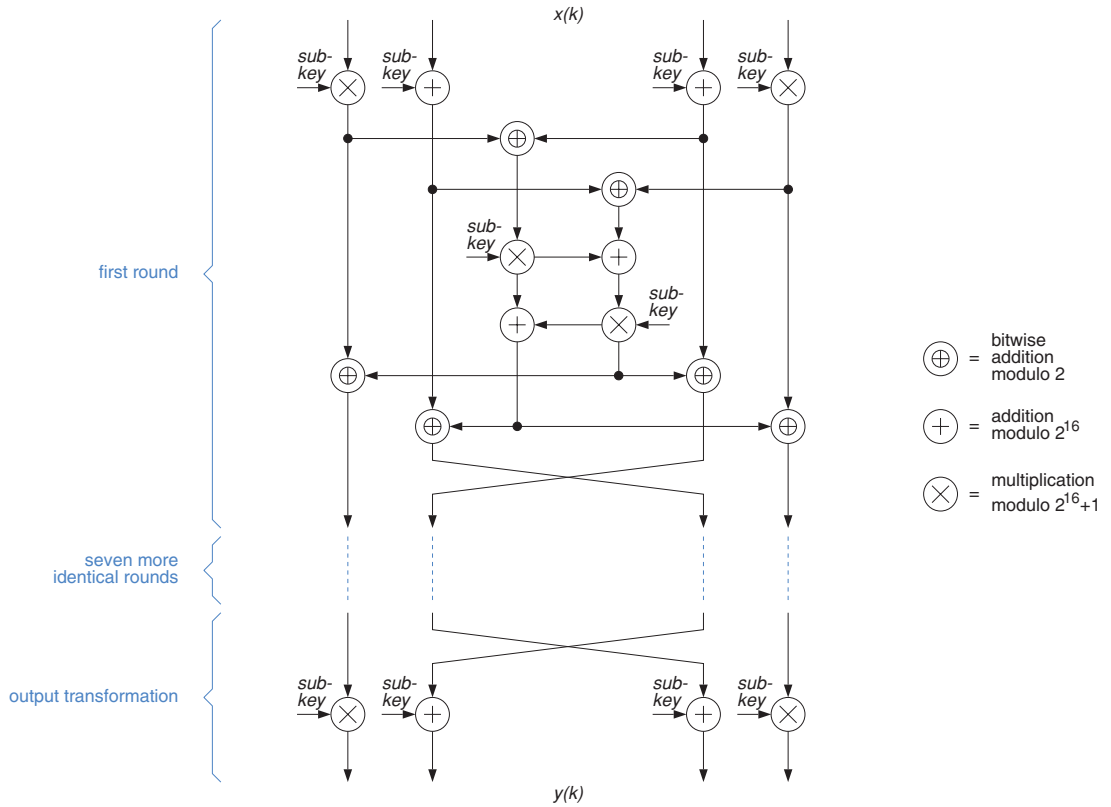 x(k)
sub-
key
sub-
key
sub-
key
sub-
key
sub-
key
sub-
key
first round
= bitwise
addition
modulo 2
= addition
modulo 2^16
= multiplication
modulo 2^16+1
seven more
identical rounds
output transformation
sub-
key
sub-
key
sub-
key
sub-
key
y(k)